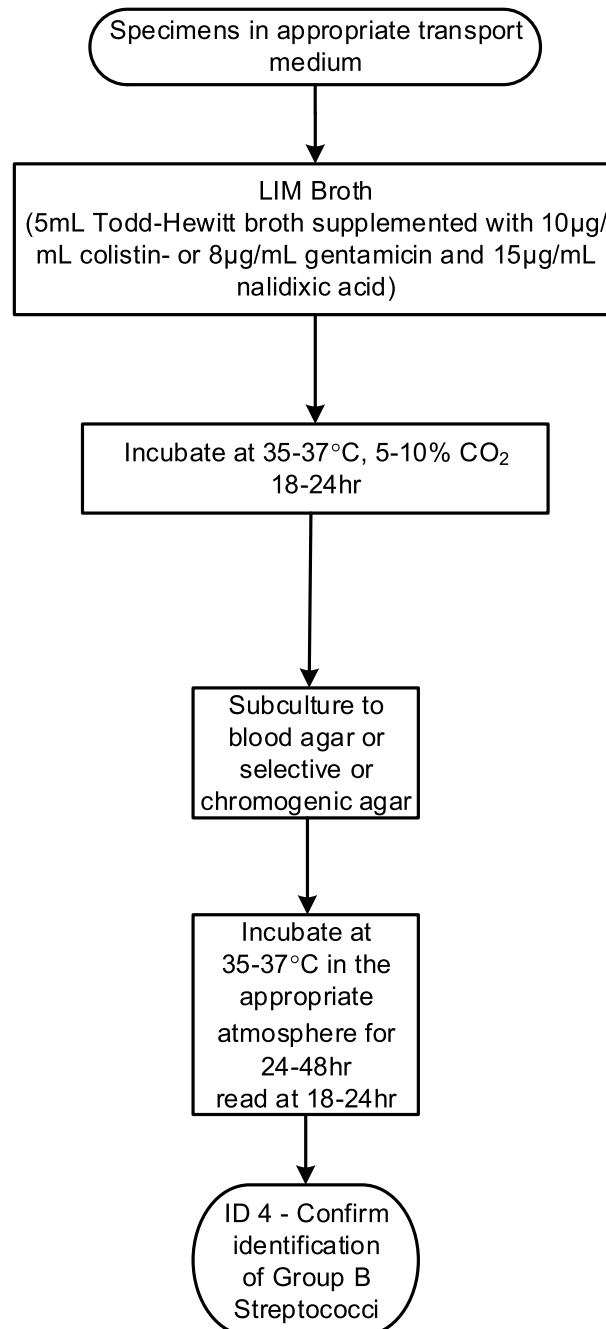 Specimens in appropriate transport
medium
LIM Broth
(5mL Todd-Hewitt broth supplemented with 10µg/
mL colistin- or 8µg/mL gentamicin and 15µg/mL
nalidixic acid)
Incubate at 35-37°C, 5-10% CO₂
18-24hr
Subculture to
blood agar or
selective or
chromogenic agar
Incubate at
35-37°C in the
appropriate
atmosphere for
24-48hr
read at 18-24hr
ID 4 - Confirm
identification
of Group B
Streptococci